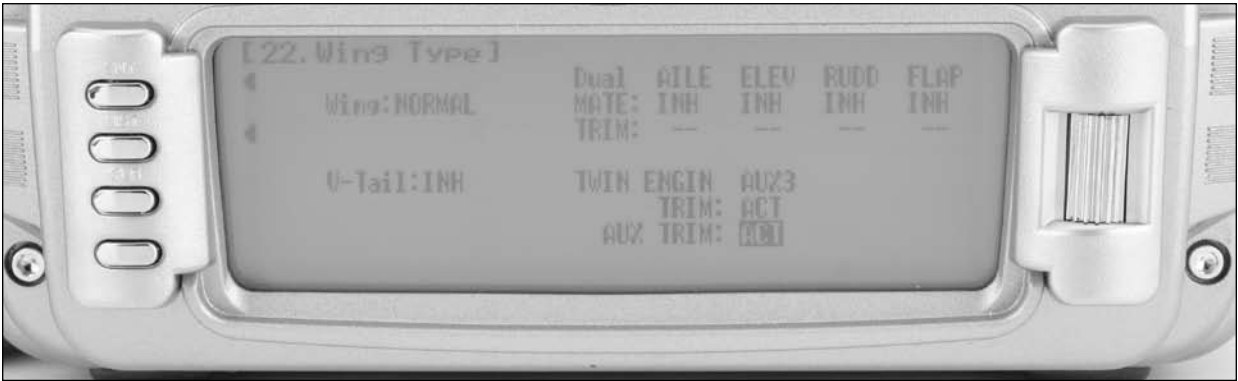 [22.Wing Type]
Dual AILE ELEV RUDD FLAP
Wing:NORMAL MATE: INH INH INH INH
TRIM: -- -- -- --
V-Tail:INH TWIN ENGIN AUX3
TRIM: ACT
AUX TRIM: ACT